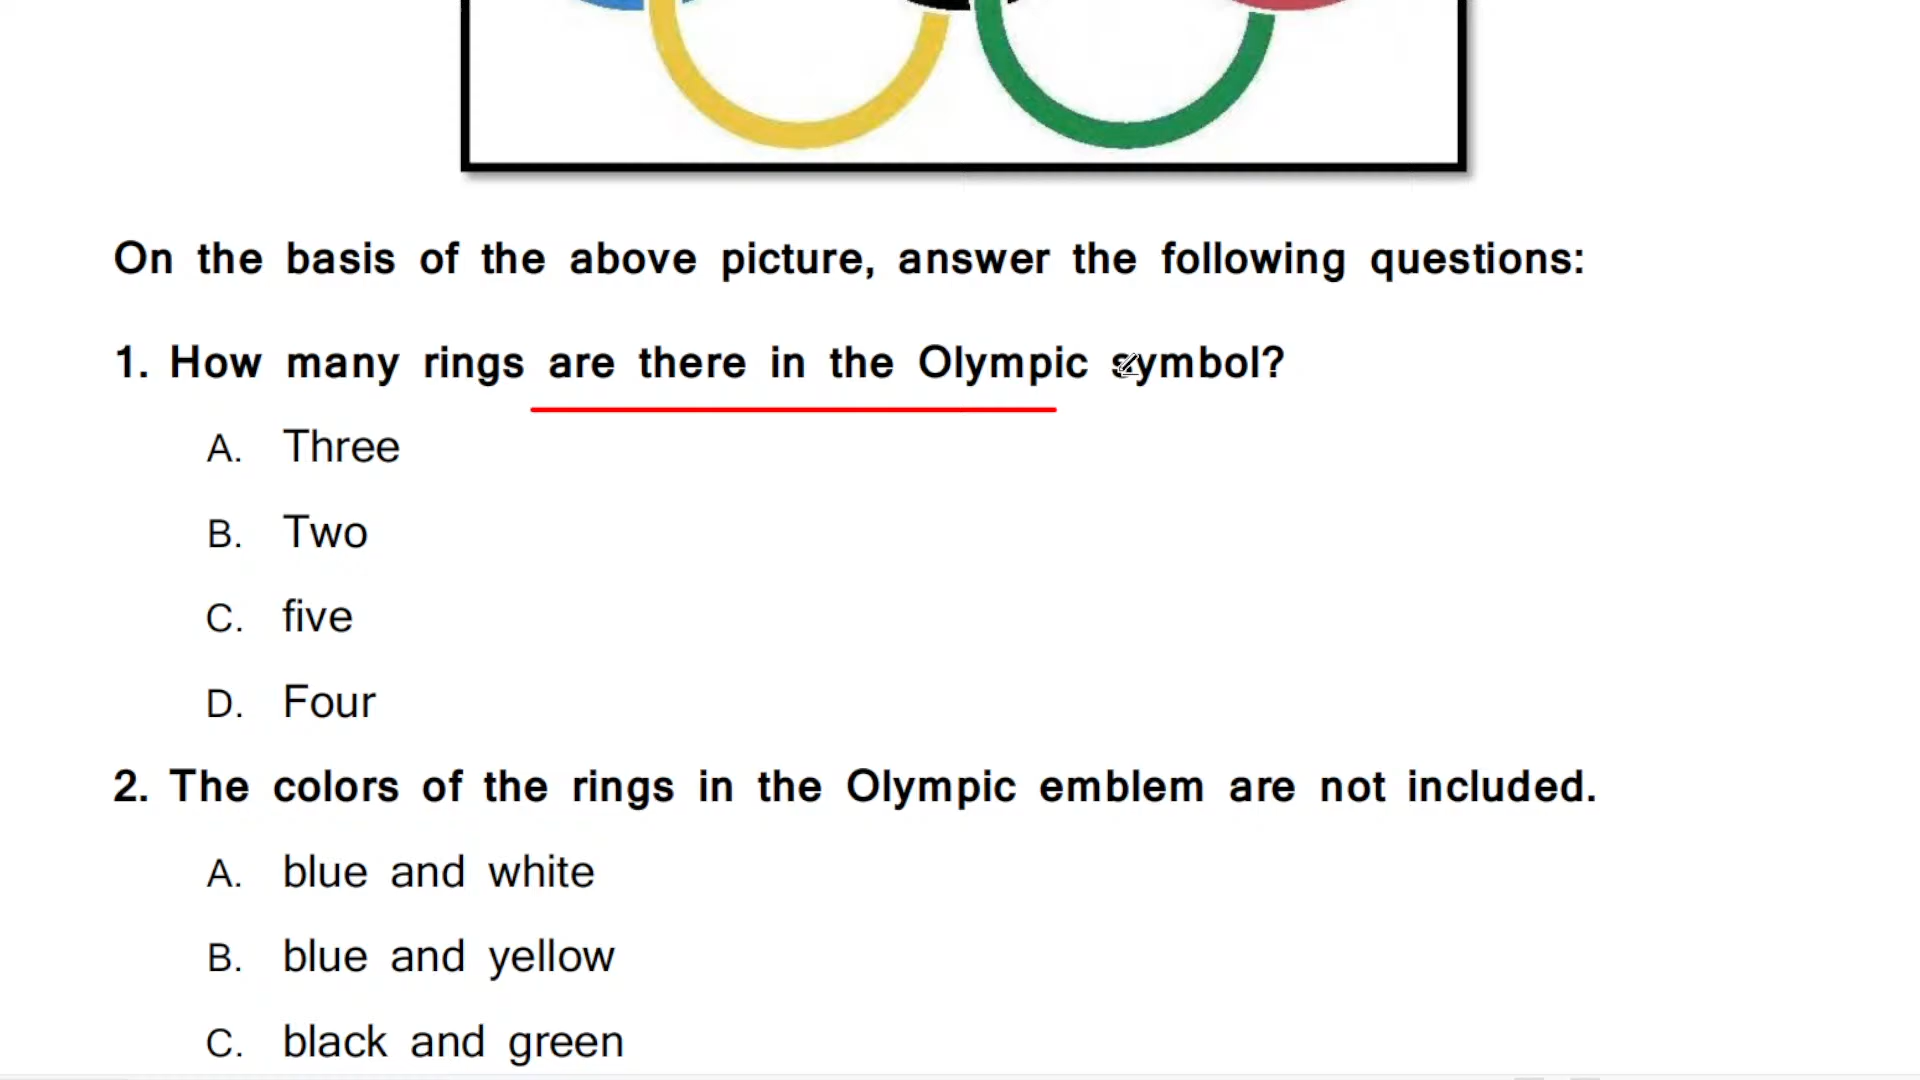 On the basis of the above picture, answer the following questions:
1. How many rings are there in the Olympic symbol?
A. Three
B. Two
C. five
D. Four
2. The colors of the rings in the Olympic emblem are not included.
A. blue and white
B. blue and yellow
C. black and green